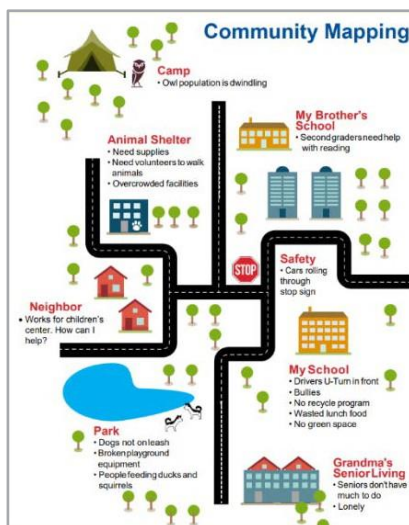 Community Mapping
Camp
• Owl population is dwindling
My Brother's
School
• Second graders need help
with reading
Animal Shelter
• Need supplies
• Need volunteers to walk
animals
• Overcrowded facilities
STOP
Safety
• Cars rolling
through
stop sign
Neighbor
• Works for children's
center. How can I
help?
My School
• Drivers U-Turn in front
• Bullies
• No recycle program
• Wasted lunch food
• No green space
Park
• Dogs not on leash
• Broken playground
equipment
• People feeding ducks and
squirrels
Grandma's
Senior Living
• Seniors don't have
much to do
• Lonely